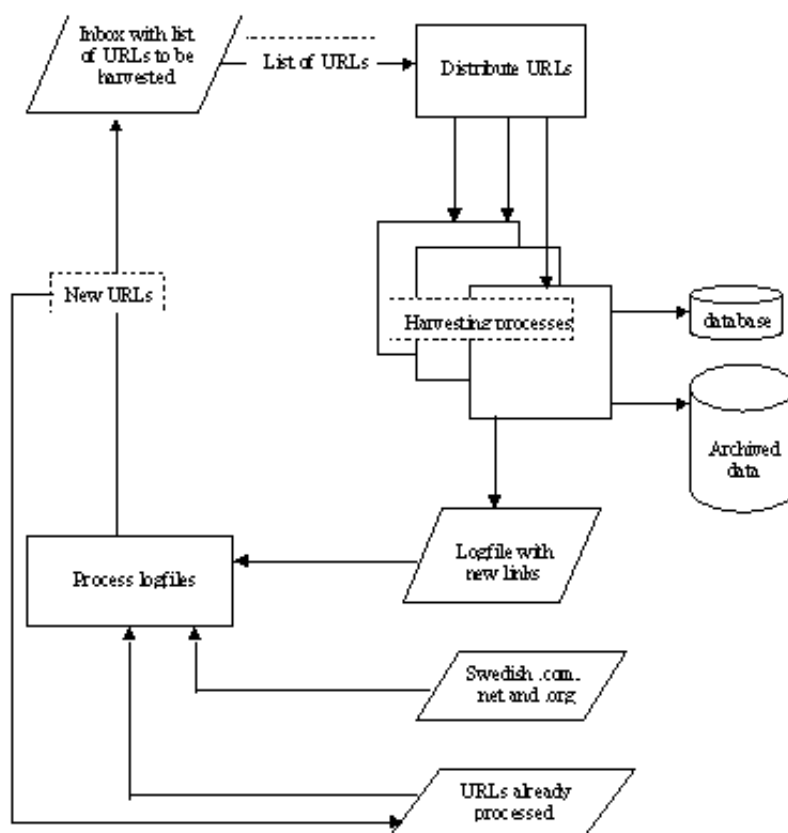 Inbox with list
of URLs to be
harvested
List of URLs
Distribute URLs
New URLs
Harvesting processes
database
Archived
data
Logfile with
new links
Process logfiles
Swedish .com.
net and .org
URLs already
processed